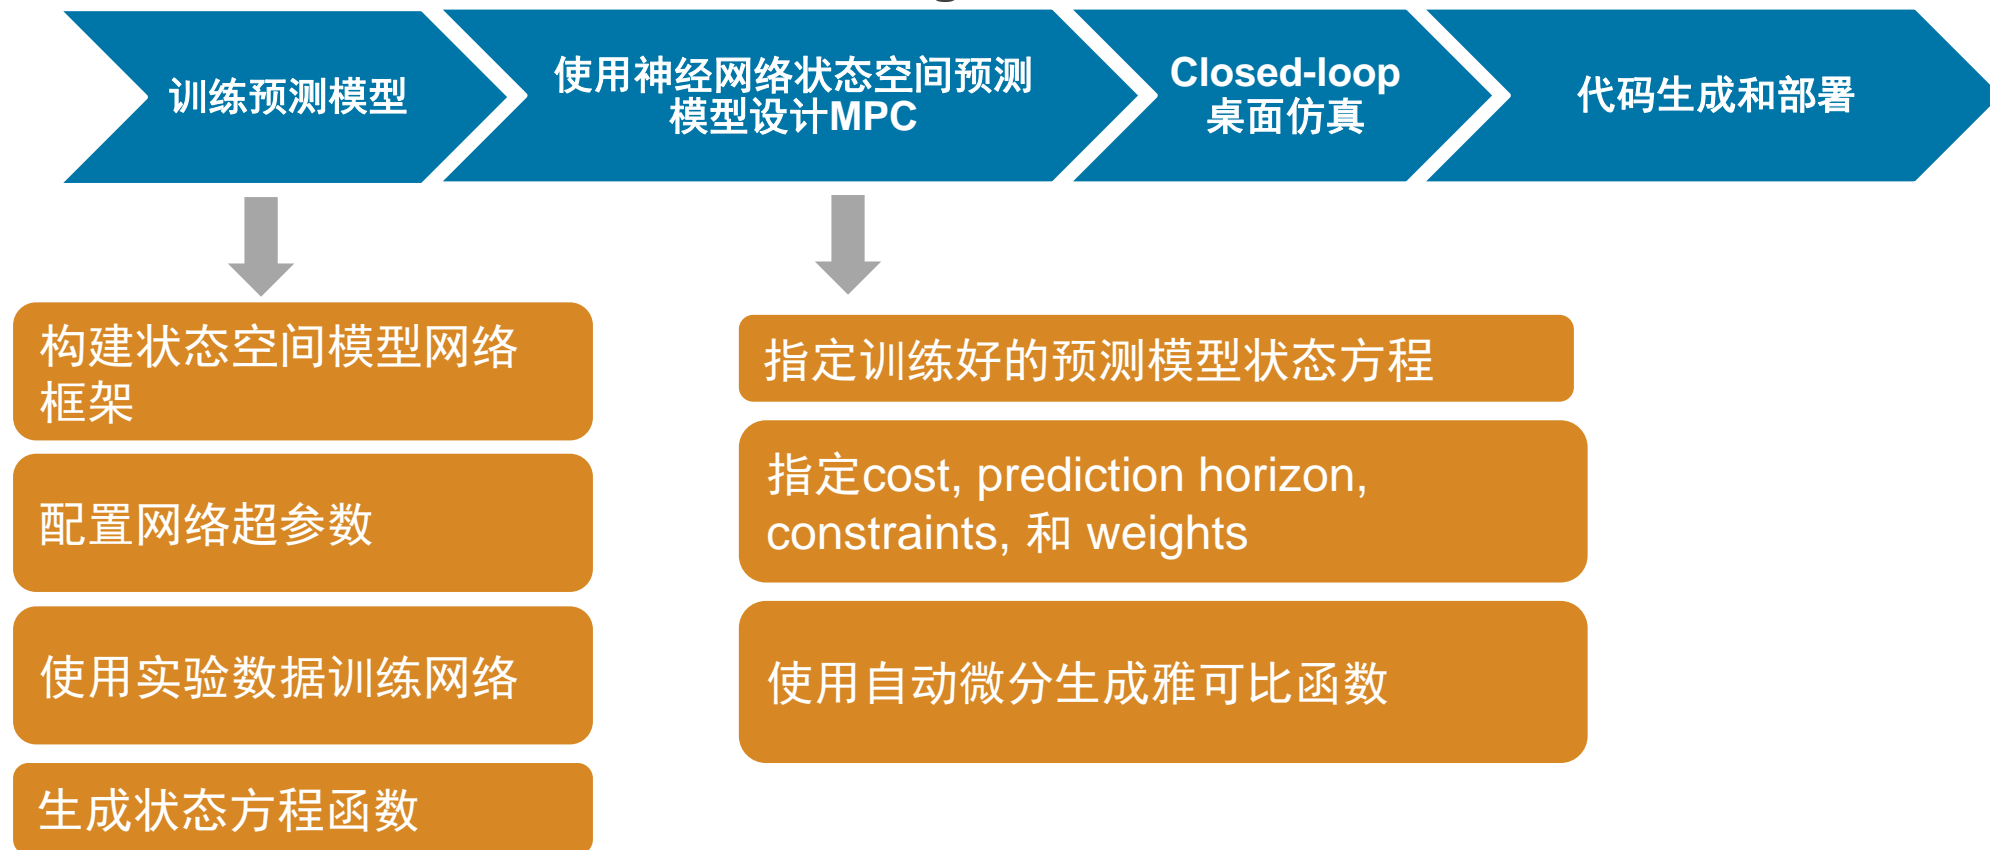 训练预测模型
使用神经网络状态空间预测
模型设计MPC
Closed-loop
桌面仿真
代码生成和部署
构建状态空间模型网络
框架
配置网络超参数
使用实验数据训练网络
生成状态方程函数
指定训练好的预测模型状态方程
指定cost, prediction horizon,
constraints, 和 weights
使用自动微分生成雅可比函数